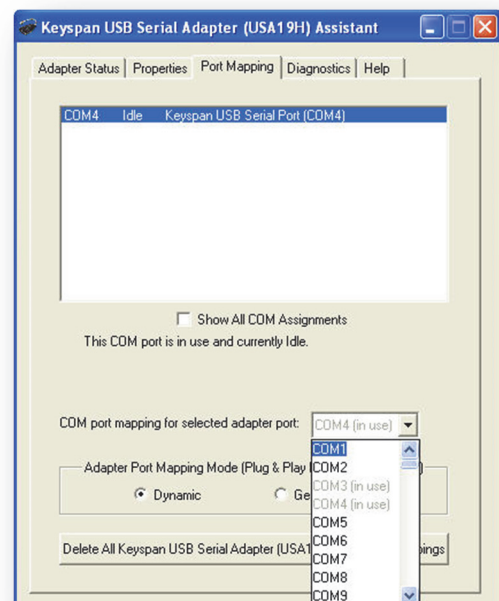 Keyspan USB Serial Adapter (USA19H) Assistant
Adapter Status Properties Port Mapping Diagnostics Help
COM4 Idle Keyspan USB Serial Port (COM4)
Show All COM Assignments
This COM port is in use and currently Idle.
COM port mapping for selected adapter port: COM4 (in use)
COM1
Adapter Port Mapping Mode (Plug & Play
COM2
COM3 (in use)
Dynamic Ge
COM4 (in use)
COM5
COM6
Delete All Keyspan USB Serial Adapter (USA1 pings
COM7
COM8
COM9